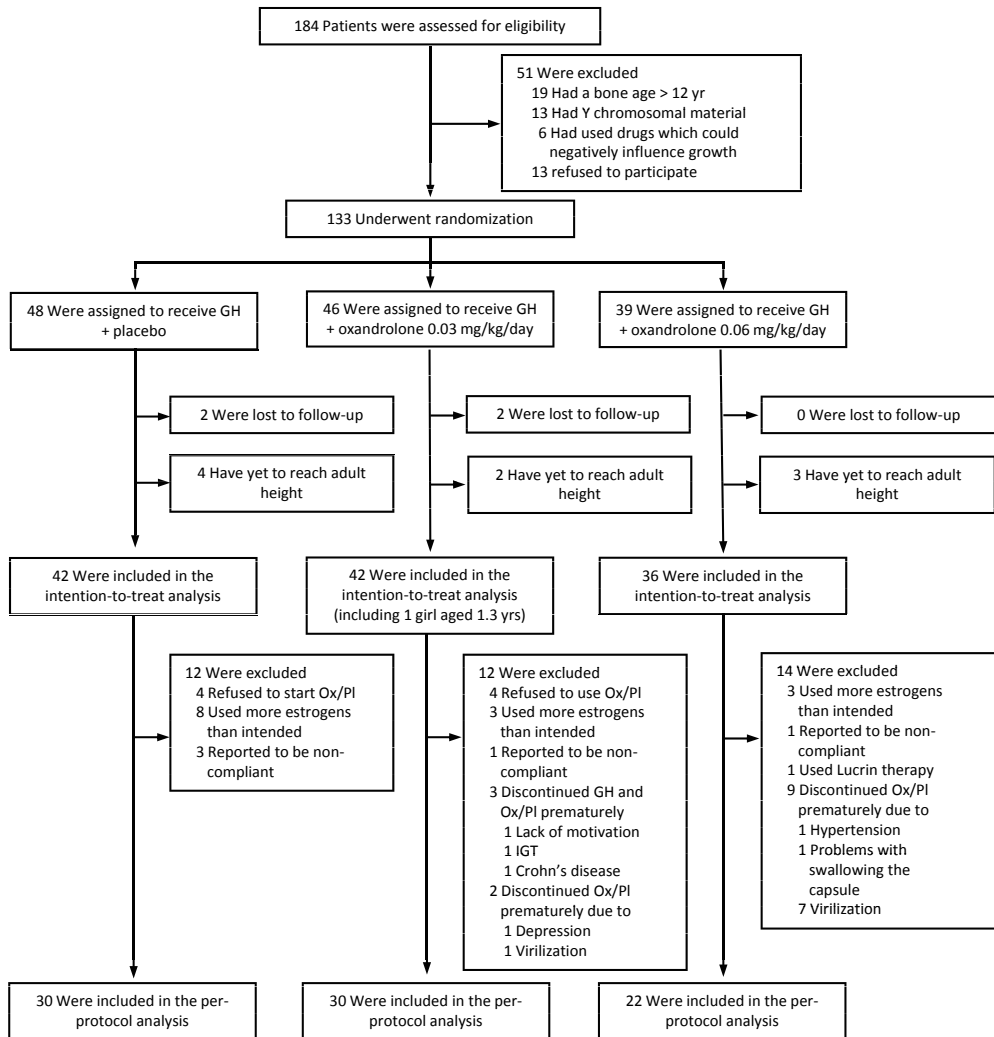 184 Patients were assessed for eligibility
51 Were excluded
19 Had a bone age > 12 yr
13 Had Y chromosomal material
6 Had used drugs which could
negatively influence growth
13 refused to participate
133 Underwent randomization
48 Were assigned to receive GH
+ placebo
46 Were assigned to receive GH
+ oxandrolone 0.03 mg/kg/day
39 Were assigned to receive GH
+ oxandrolone 0.06 mg/kg/day
2 Were lost to follow-up
2 Were lost to follow-up
0 Were lost to follow-up
4 Have yet to reach adult
height
2 Have yet to reach adult
height
3 Have yet to reach adult
height
42 Were included in the
intention-to-treat analysis
42 Were included in the
intention-to-treat analysis
(including 1 girl aged 1.3 yrs)
36 Were included in the
intention-to-treat analysis
12 Were excluded
4 Refused to start Ox/Pl
8 Used more estrogens
than intended
3 Reported to be non-
compliant
12 Were excluded
4 Refused to use Ox/Pl
3 Used more estrogens
than intended
1 Reported to be non-
compliant
3 Discontinued GH and
Ox/Pl prematurely
1 Lack of motivation
1 IGT
1 Crohn's disease
2 Discontinued Ox/Pl
prematurely due to
1 Depression
1 Virilization
14 Were excluded
3 Used more estrogens
than intended
1 Reported to be non-
compliant
1 Used Lucrin therapy
9 Discontinued Ox/Pl
prematurely due to
1 Hypertension
1 Problems with
swallowing the
capsule
7 Virilization
30 Were included in the per-
protocol analysis
30 Were included in the per-
protocol analysis
22 Were included in the per-
protocol analysis